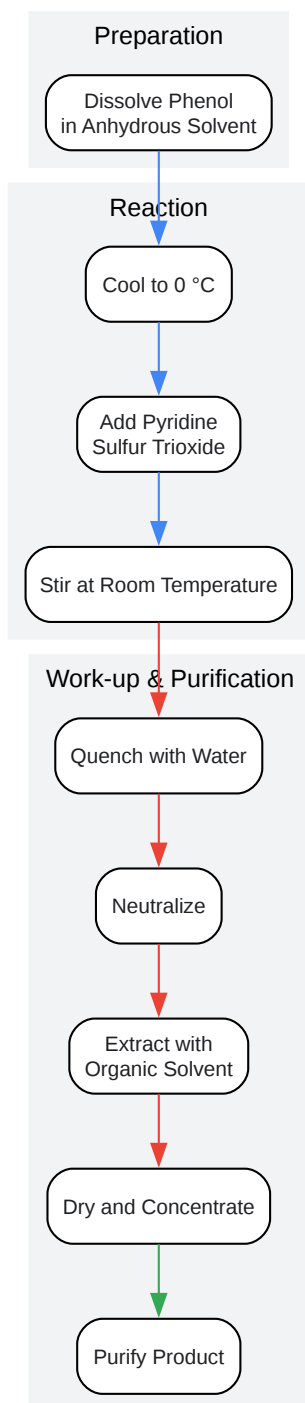 Preparation
Dissolve Phenol
in Anhydrous Solvent
Reaction
Cool to 0 °C
Add Pyridine
Sulfur Trioxide
Stir at Room Temperature
Work-up & Purification
Quench with Water
Neutralize
Extract with
Organic Solvent
Dry and Concentrate
Purify Product